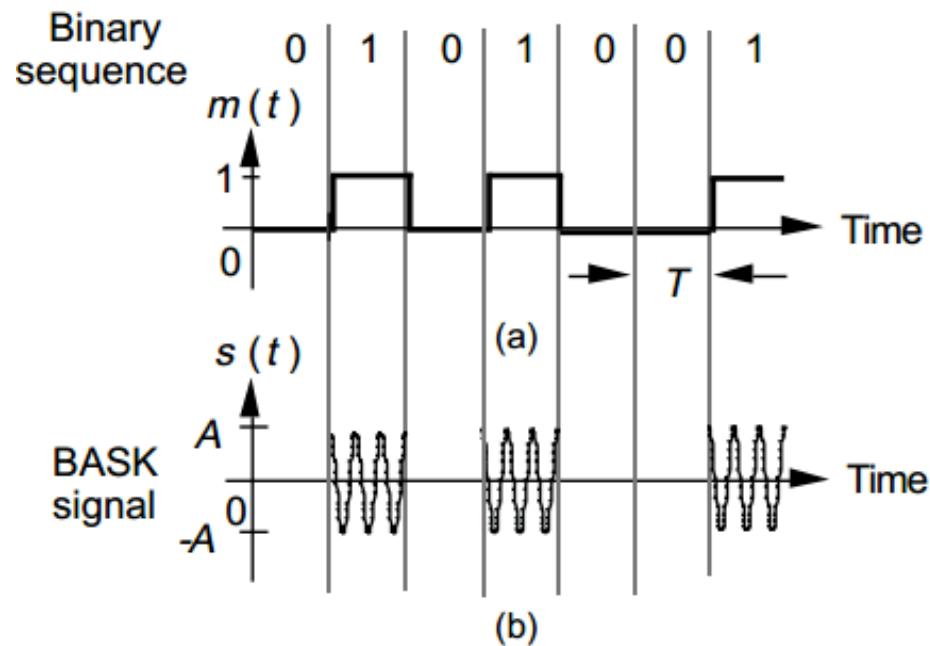 Binary
sequence
0 1 0 1 0 0 1
m(t)
1
0
Time
T
(a)
s(t)
A
BASK
signal
0
-A
Time
(b)